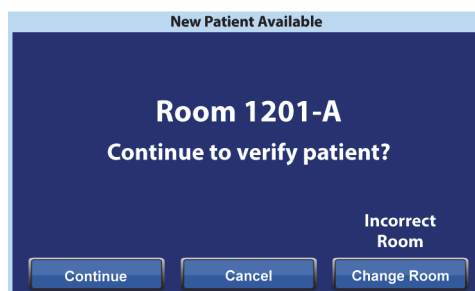 New Patient Available
Room 1201-A
Continue to verify patient?
Incorrect
Room
Continue
Cancel
Change Room